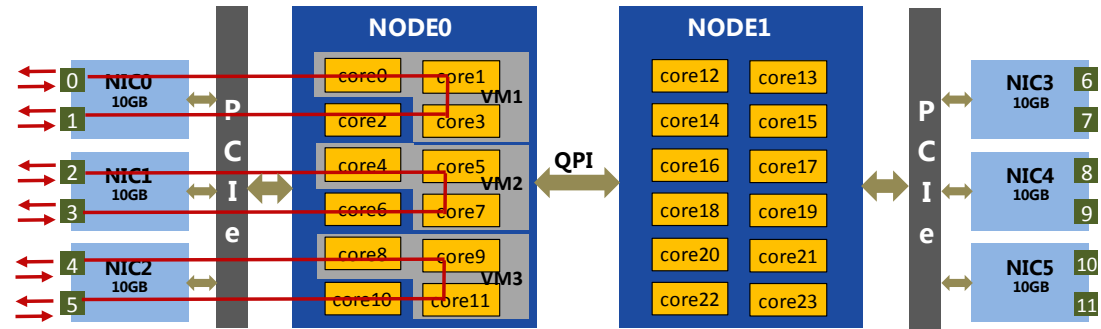 NODE0
NODE1
0
NIC0
10GB
1
2
NIC1
10GB
3
4
NIC2
10GB
5
PCIe
core0
core1
VM1
core2
core3
core4
core5
VM2
core6
core7
core8
core9
VM3
core10
core11
QPI
core12
core13
core14
core15
core16
core17
core18
core19
core20
core21
core22
core23
PCIe
NIC3
10GB
6
7
NIC4
10GB
8
9
NIC5
10GB
10
11